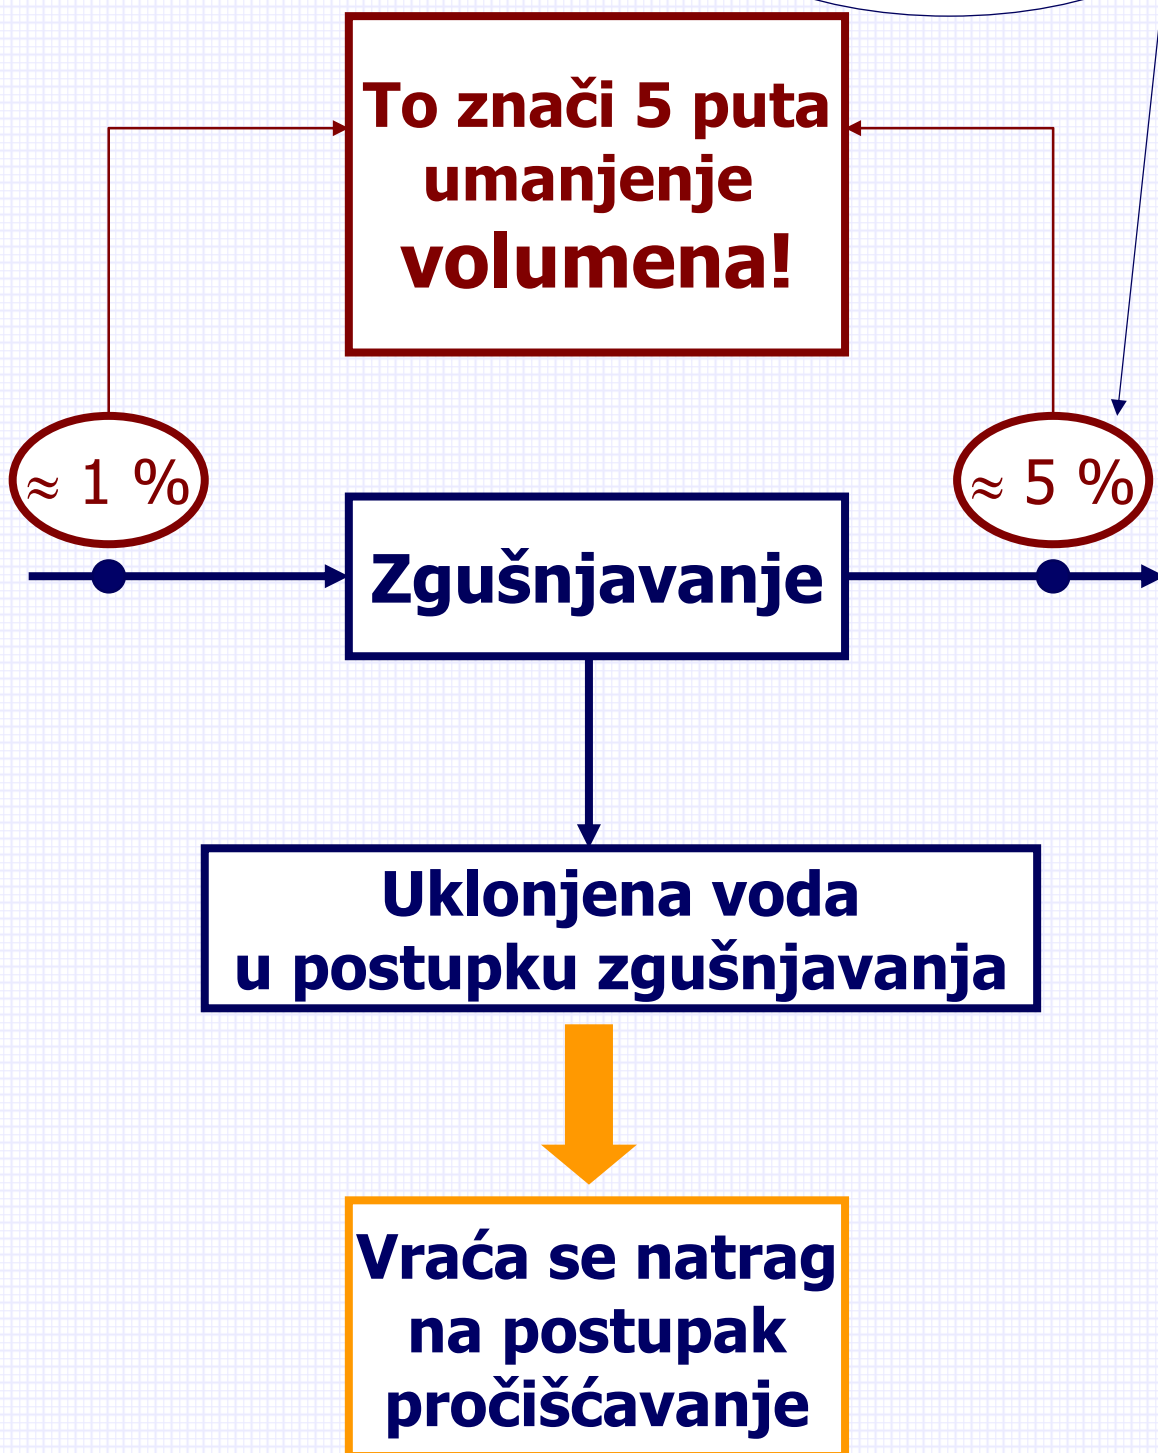 To znači 5 puta
umanjenje
volumena!
≈ 1 %
≈ 5 %
Zgušnjavanje
Uklonjena voda
u postupku zgušnjavanja
Vraća se natrag
na postupak
pročišćavanje